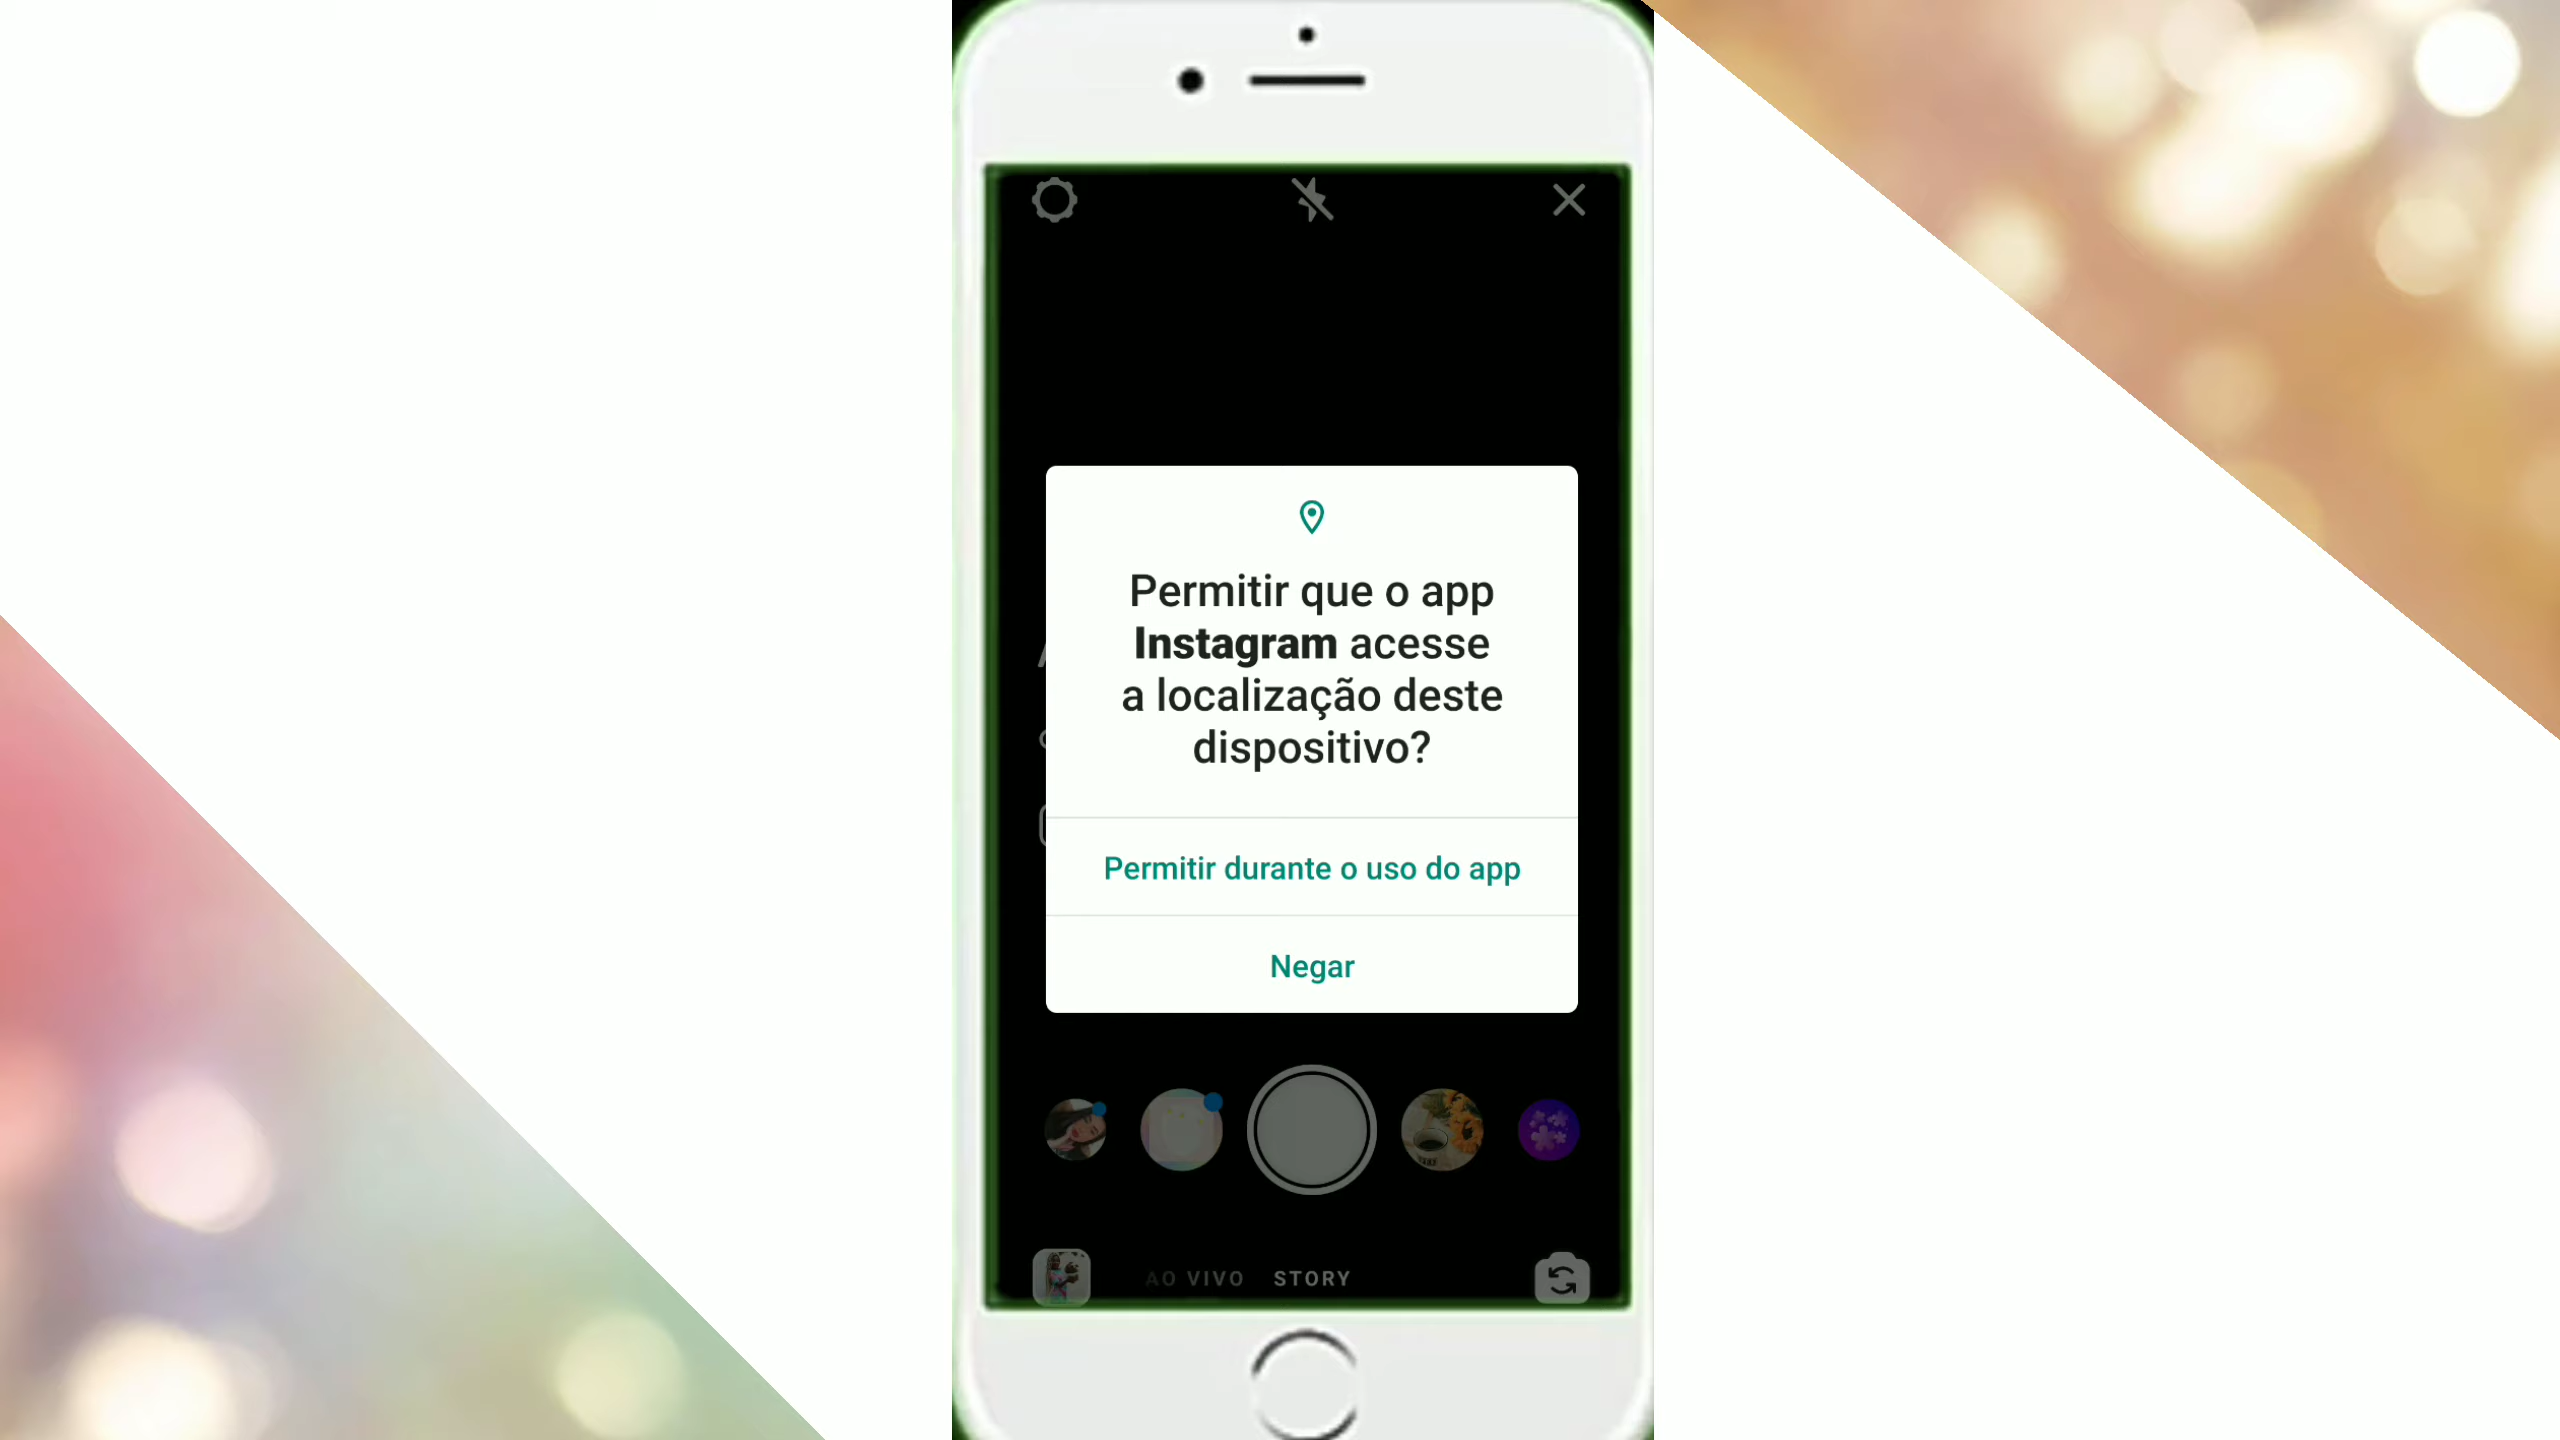 Permitir que o app
Instagram acesse
a localização deste
dispositivo?
Permitir durante o uso do app
Negar
AO VIVO STORY